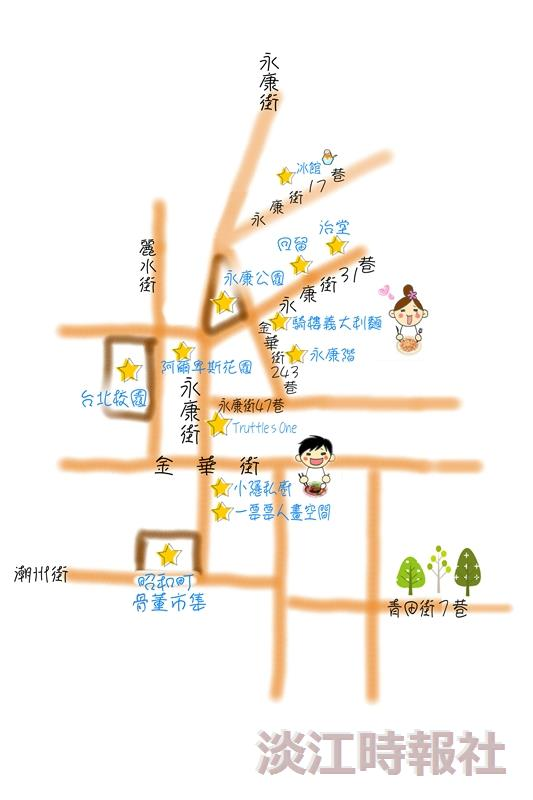 永康街
冰館
永康街17巷
治堂
回留
永康街31巷
麗水街
永康公園
騎樓義大利麵
金華街243巷
永康階
阿爾卑斯花園
台北校園
永康街
永康街47巷
Truttles One
金華街
小隱私廚
一票票人畫空間
潮州街
昭和町
骨董市集
青田街7巷
淡江時報社